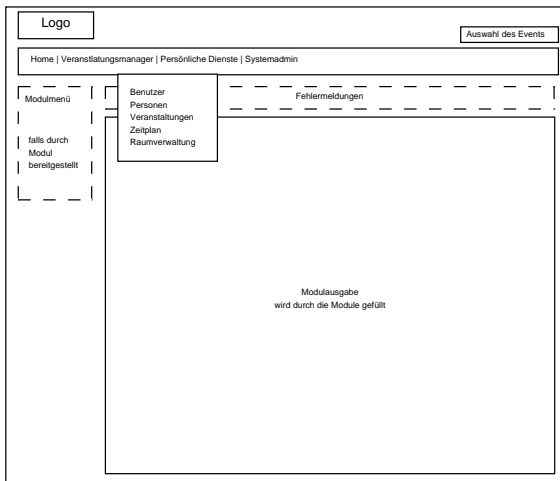 Logo
Auswahl des Events
Home | Veranstlatungsmanager | Persönliche Dienste | Systemadmin
Modulmenü
falls durch
Modul
bereitgestellt
Benutzer
Personen
Veranstaltungen
Zeitplan
Raumverwaltung
Fehlermeldungen
Modulausgabe
wird durch die Module gefüllt